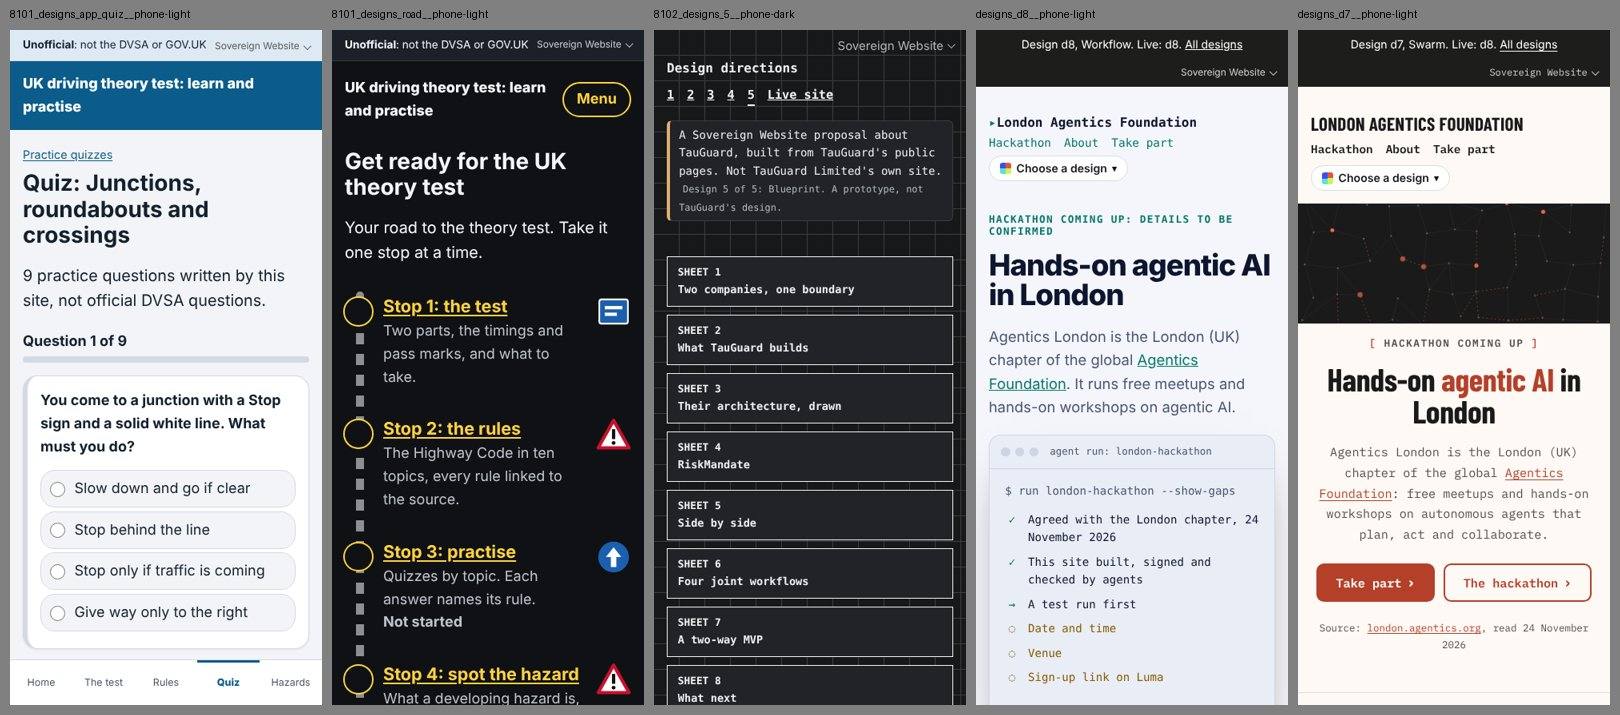 8101_designs_app_quiz__phone-light
Unofficial: not the DVSA or GOV.UK Sovereign Website
UK driving theory test: learn and
practise
Practice quizzes
Quiz: Junctions,
roundabouts and
crossings
9 practice questions written by this
site, not official DVSA questions.
Question 1 of 9
You come to a junction with a Stop
sign and a solid white line. What
must you do?
Slow down and go if clear
Stop behind the line
Stop only if traffic is coming
Give way only to the right
Home The test Rules Quiz Hazards
8101_designs_road__phone-light
Unofficial: not the DVSA or GOV.UK Sovereign Website
UK driving theory test: learn
and practise
Menu
Get ready for the UK
theory test
Your road to the theory test. Take it
one stop at a time.
Stop 1: the test
Two parts, the timings and
pass marks, and what to
take.
Stop 2: the rules
The Highway Code in ten
topics, every rule linked to
the source.
Stop 3: practise
Quizzes by topic. Each
answer names its rule.
Not started
Stop 4: spot the hazard
What a developing hazard is,
8102_designs_5__phone-dark
Sovereign Website
Design directions
1 2 3 4 5 Live site
A Sovereign Website proposal about
TauGuard, built from TauGuard's public
pages. Not TauGuard Limited's own site.
Design 5 of 5: Blueprint. A prototype, not
TauGuard's design.
SHEET 1
Two companies, one boundary
SHEET 2
What TauGuard builds
SHEET 3
Their architecture, drawn
SHEET 4
RiskMandate
SHEET 5
Side by side
SHEET 6
Four joint workflows
SHEET 7
A two-way MVP
SHEET 8
What next
designs_d8__phone-light
Design d8, Workflow. Live: d8. All designs
Sovereign Website
▸London Agentics Foundation
Hackathon About Take part
Choose a design ▾
HACKATHON COMING UP: DETAILS TO BE
CONFIRMED
Hands-on agentic AI
in London
Agentics London is the London (UK)
chapter of the global Agentics
Foundation. It runs free meetups and
hands-on workshops on agentic AI.
agent run: london-hackathon
$ run london-hackathon --show-gaps
✓ Agreed with the London chapter, 24
November 2026
✓ This site built, signed and
checked by agents
→ A test run first
Date and time
Venue
Sign-up link on Luma
designs_d7__phone-light
Design d7, Swarm. Live: d8. All designs
Sovereign Website
LONDON AGENTICS FOUNDATION
Hackathon About Take part
Choose a design ▾
[ HACKATHON COMING UP ]
Hands-on agentic AI in
London
Agentics London is the London (UK)
chapter of the global Agentics
Foundation: free meetups and hands-on
workshops on autonomous agents that
plan, act and collaborate.
Take part ›
The hackathon ›
Source: london.agentics.org, read 24 November
2026